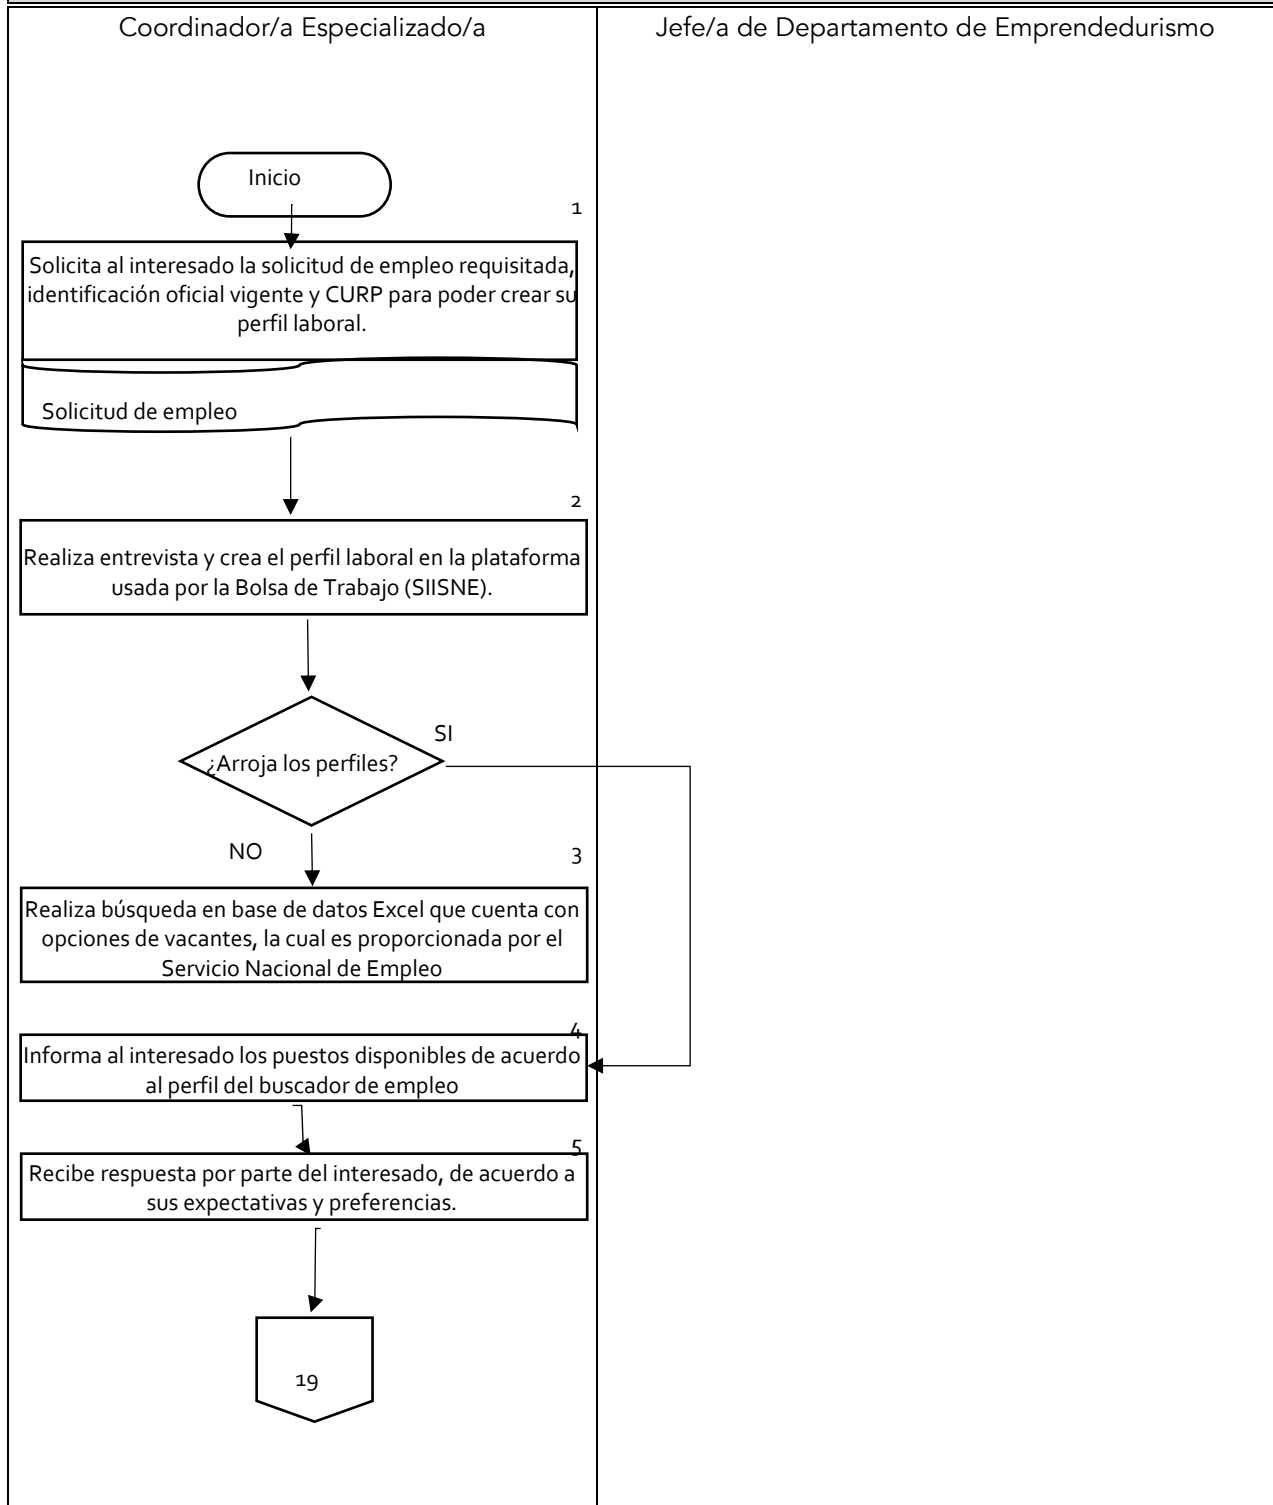 Coordinador/a Especializado/a
Jefe/a de Departamento de Emprendedurismo
Inicio
1
Solicita al interesado la solicitud de empleo requisitada,
identificación oficial vigente y CURP para poder crear su
perfil laboral.
Solicitud de empleo
2
Realiza entrevista y crea el perfil laboral en la plataforma
usada por la Bolsa de Trabajo (SIISNE).
SI
¿Arroja los perfiles?
NO
3
Realiza búsqueda en base de datos Excel que cuenta con
opciones de vacantes, la cual es proporcionada por el
Servicio Nacional de Empleo
4
Informa al interesado los puestos disponibles de acuerdo
al perfil del buscador de empleo
5
Recibe respuesta por parte del interesado, de acuerdo a
sus expectativas y preferencias.
19